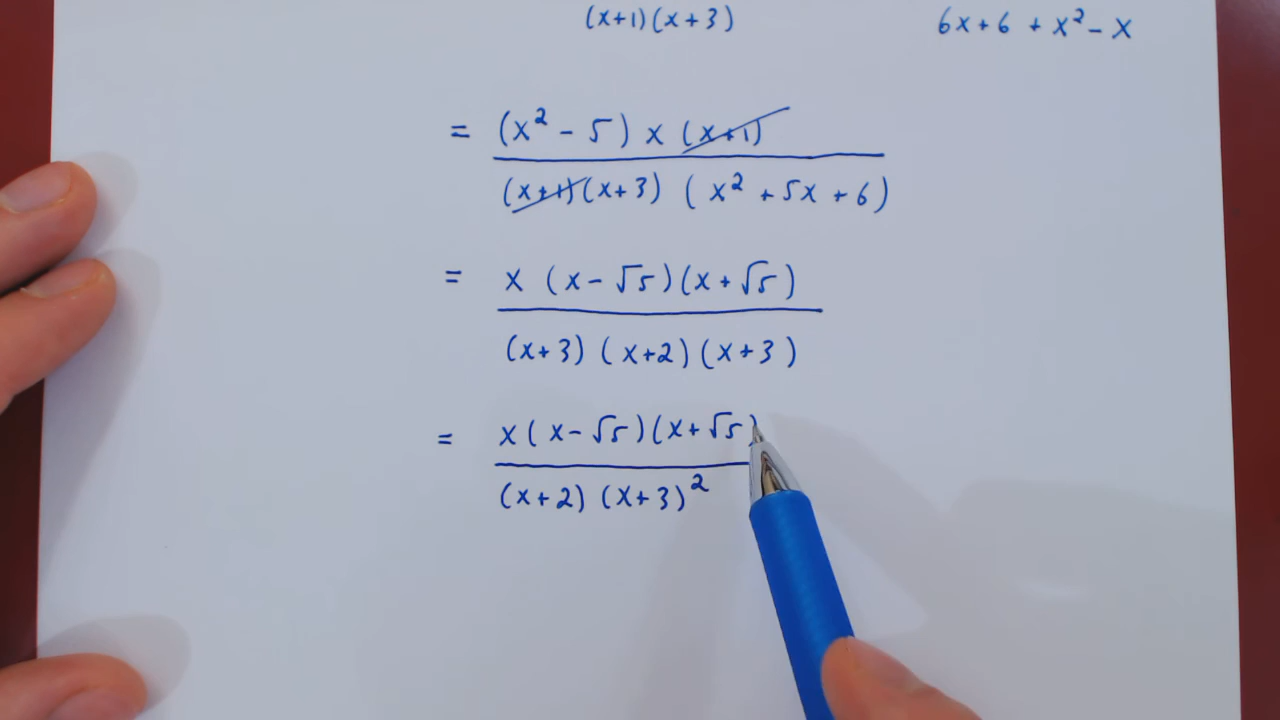 (x+1)(x+3) 6x+6 + x² - x
= (x² - 5) x (x+1)
(x+1)(x+3) (x² + 5x + 6)
= x (x - √5)(x + √5)
(x+3) (x+2) (x+3)
= x (x - √5)(x + √5)
(x+2) (x+3)²